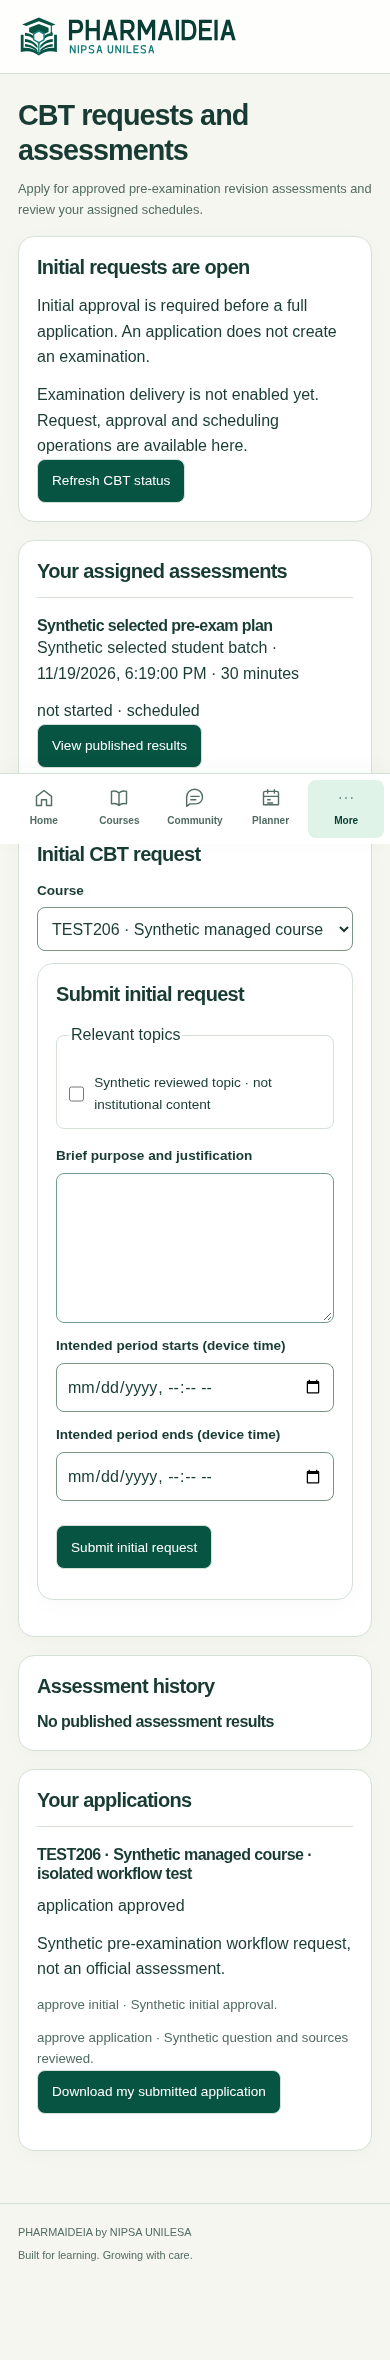 PHARMAIDEIA
NIPSA UNILESA
CBT requests and
assessments
Apply for approved pre-examination revision assessments and
review your assigned schedules.
Initial requests are open
Initial approval is required before a full
application. An application does not create
an examination.
Examination delivery is not enabled yet.
Request, approval and scheduling
operations are available here.
Refresh CBT status
Your assigned assessments
Synthetic selected pre-exam plan
Synthetic selected student batch ·
11/19/2026, 6:19:00 PM · 30 minutes
not started · scheduled
View published results
Home Courses Community Planner More
Initial CBT request
Course
TEST206 · Synthetic managed course
Submit initial request
Relevant topics
Synthetic reviewed topic · not
institutional content
Brief purpose and justification
Intended period starts (device time)
mm/dd/yyyy, --:-- --
Intended period ends (device time)
mm/dd/yyyy, --:-- --
Submit initial request
Assessment history
No published assessment results
Your applications
TEST206 · Synthetic managed course ·
isolated workflow test
application approved
Synthetic pre-examination workflow request,
not an official assessment.
approve initial · Synthetic initial approval.
approve application · Synthetic question and sources
reviewed.
Download my submitted application
PHARMAIDEIA by NIPSA UNILESA
Built for learning. Growing with care.